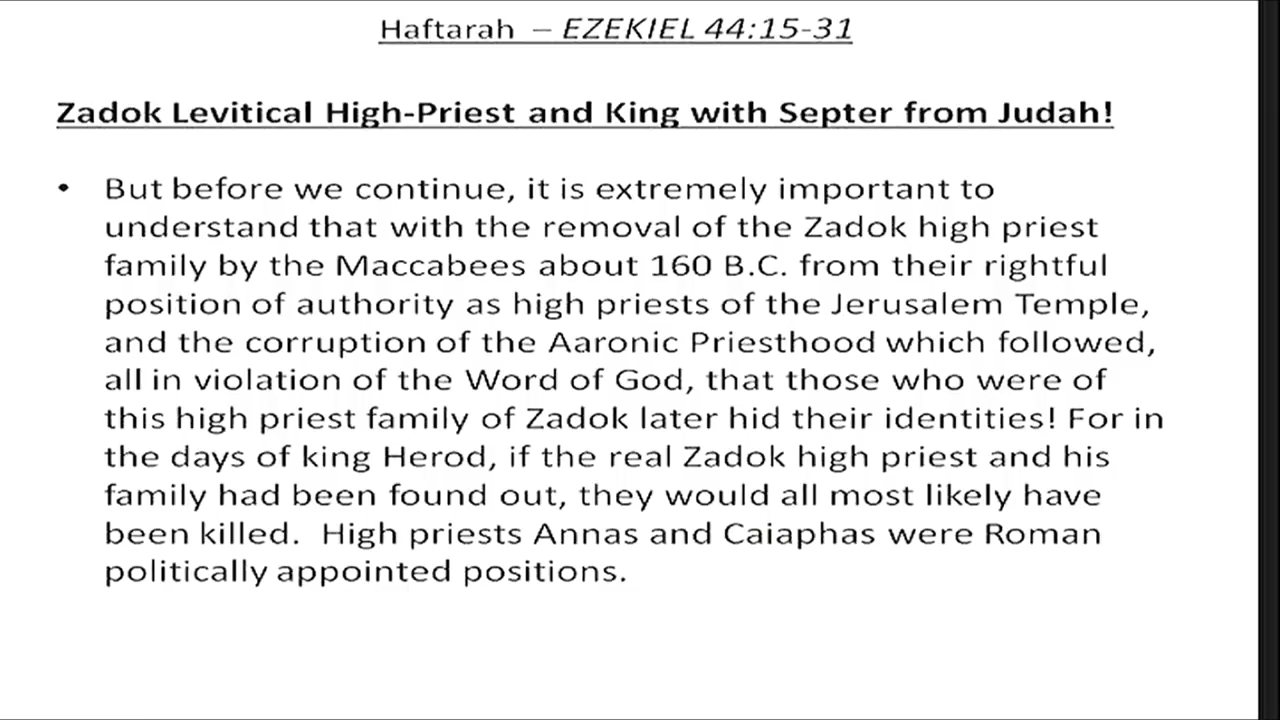 Haftarah – EZEKIEL 44:15-31
Zadok Levitical High-Priest and King with Septer from Judah!
• But before we continue, it is extremely important to
understand that with the removal of the Zadok high priest
family by the Maccabees about 160 B.C. from their rightful
position of authority as high priests of the Jerusalem Temple,
and the corruption of the Aaronic Priesthood which followed,
all in violation of the Word of God, that those who were of
this high priest family of Zadok later hid their identities! For in
the days of king Herod, if the real Zadok high priest and his
family had been found out, they would all most likely have
been killed.  High priests Annas and Caiaphas were Roman
politically appointed positions.